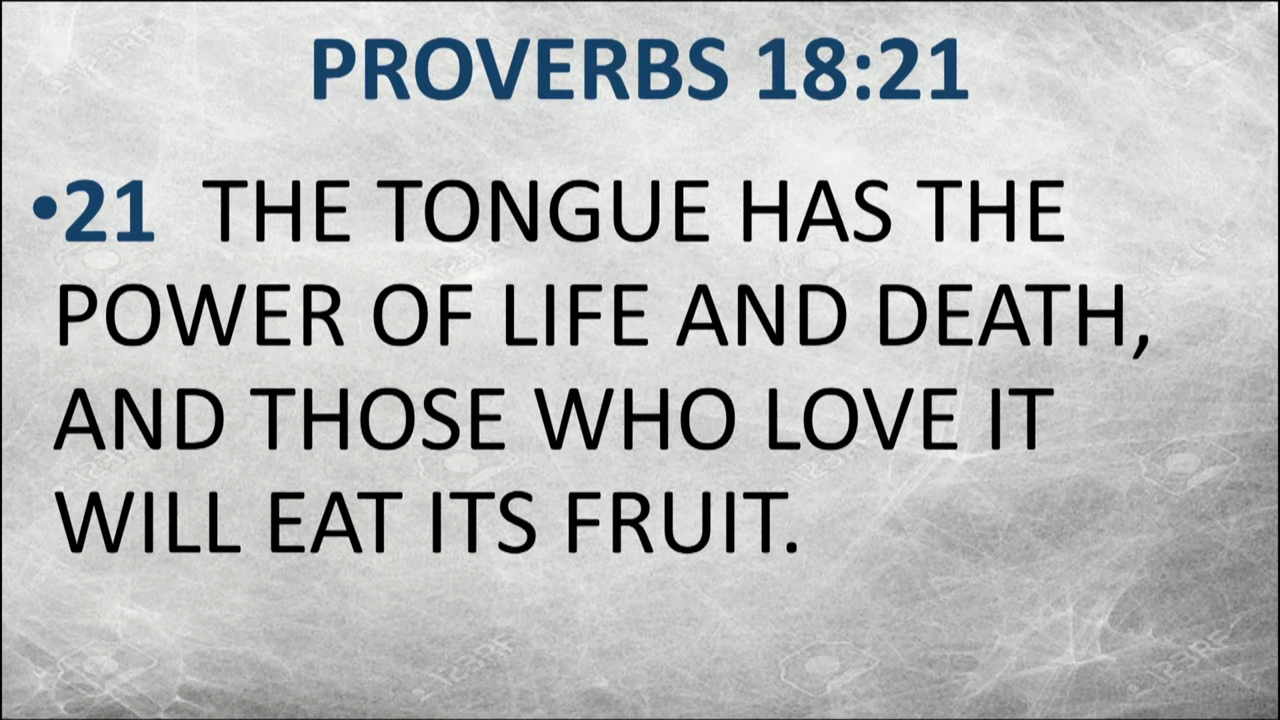 PROVERBS 18:21
•21 THE TONGUE HAS THE
POWER OF LIFE AND DEATH,
AND THOSE WHO LOVE IT
WILL EAT ITS FRUIT.